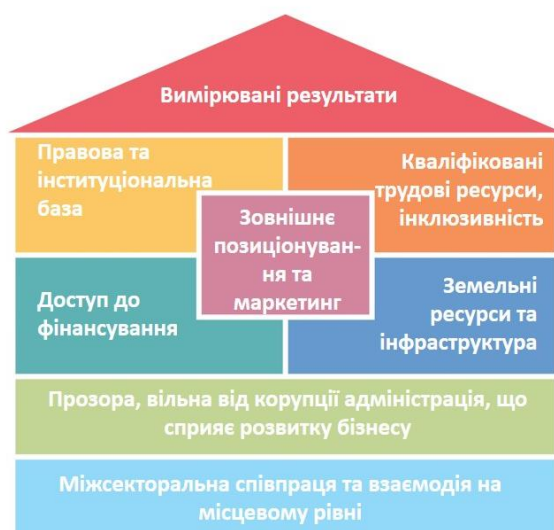 Вимірювані результати
Правова та
інституціональна
база
Кваліфіковані
трудові ресурси,
інклюзивність
Зовнішнє
позиціонуван-
ня та
маркетинг
Доступ до
фінансування
Земельні
ресурси та
інфраструктура
Прозора, вільна від корупції адміністрація, що
сприяє розвитку бізнесу
Міжсекторальна співпраця та взаємодія на
місцевому рівні